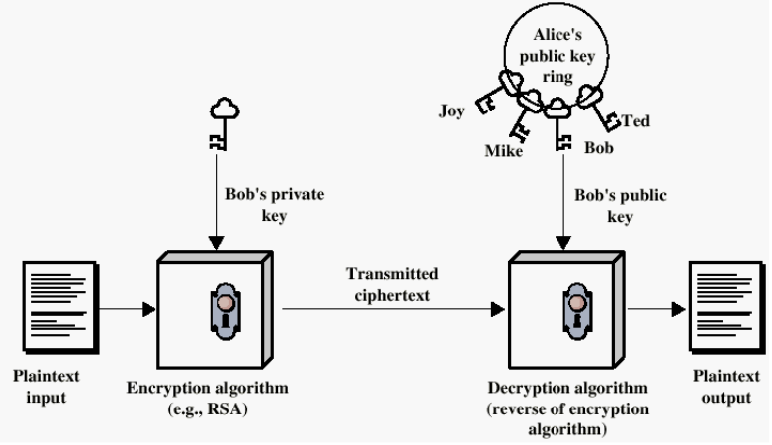 Alice's
public key
ring
Joy
Mike
Bob
Ted
Bob's private
key
Bob's public
key
Transmitted
ciphertext
Plaintext
input
Encryption algorithm
(e.g., RSA)
Decryption algorithm
(reverse of encryption
algorithm)
Plaintext
output